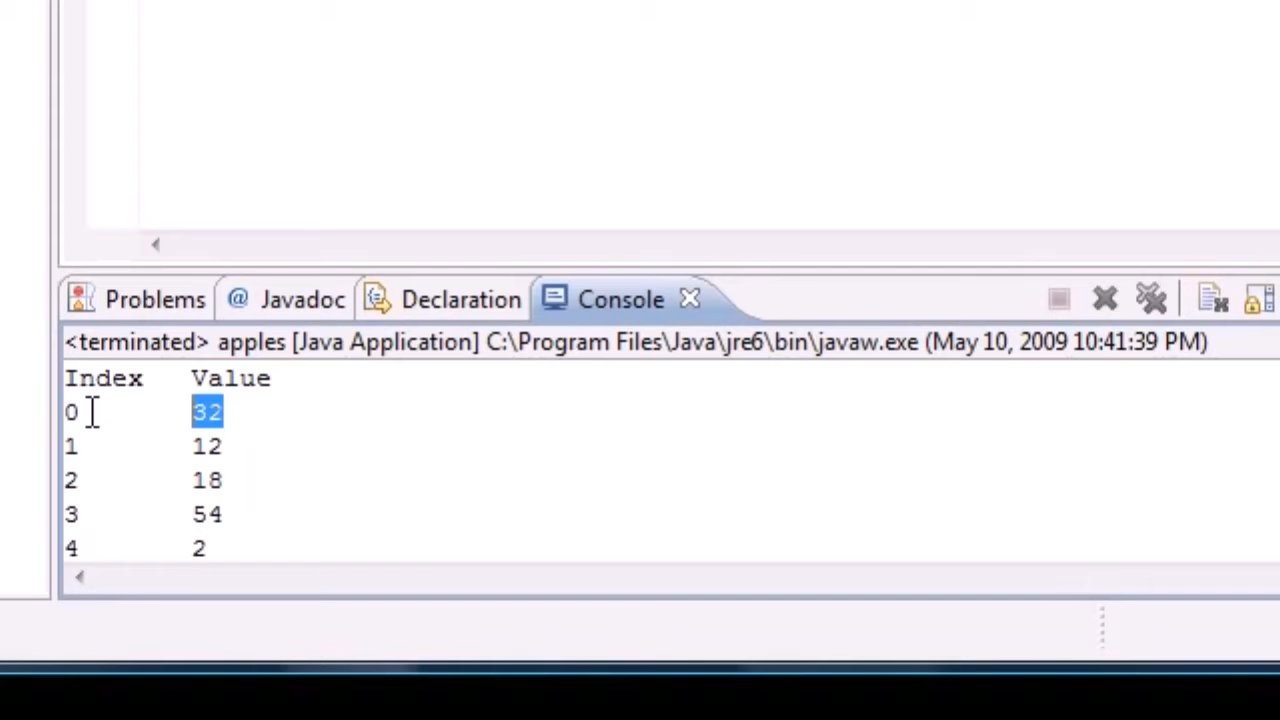 Problems @ Javadoc Declaration Console
<terminated> apples [Java Application] C:\Program Files\Java\jre6\bin\javaw.exe (May 10, 2009 10:41:39 PM)
Index Value
0 32
1 12
2 18
3 54
4 2